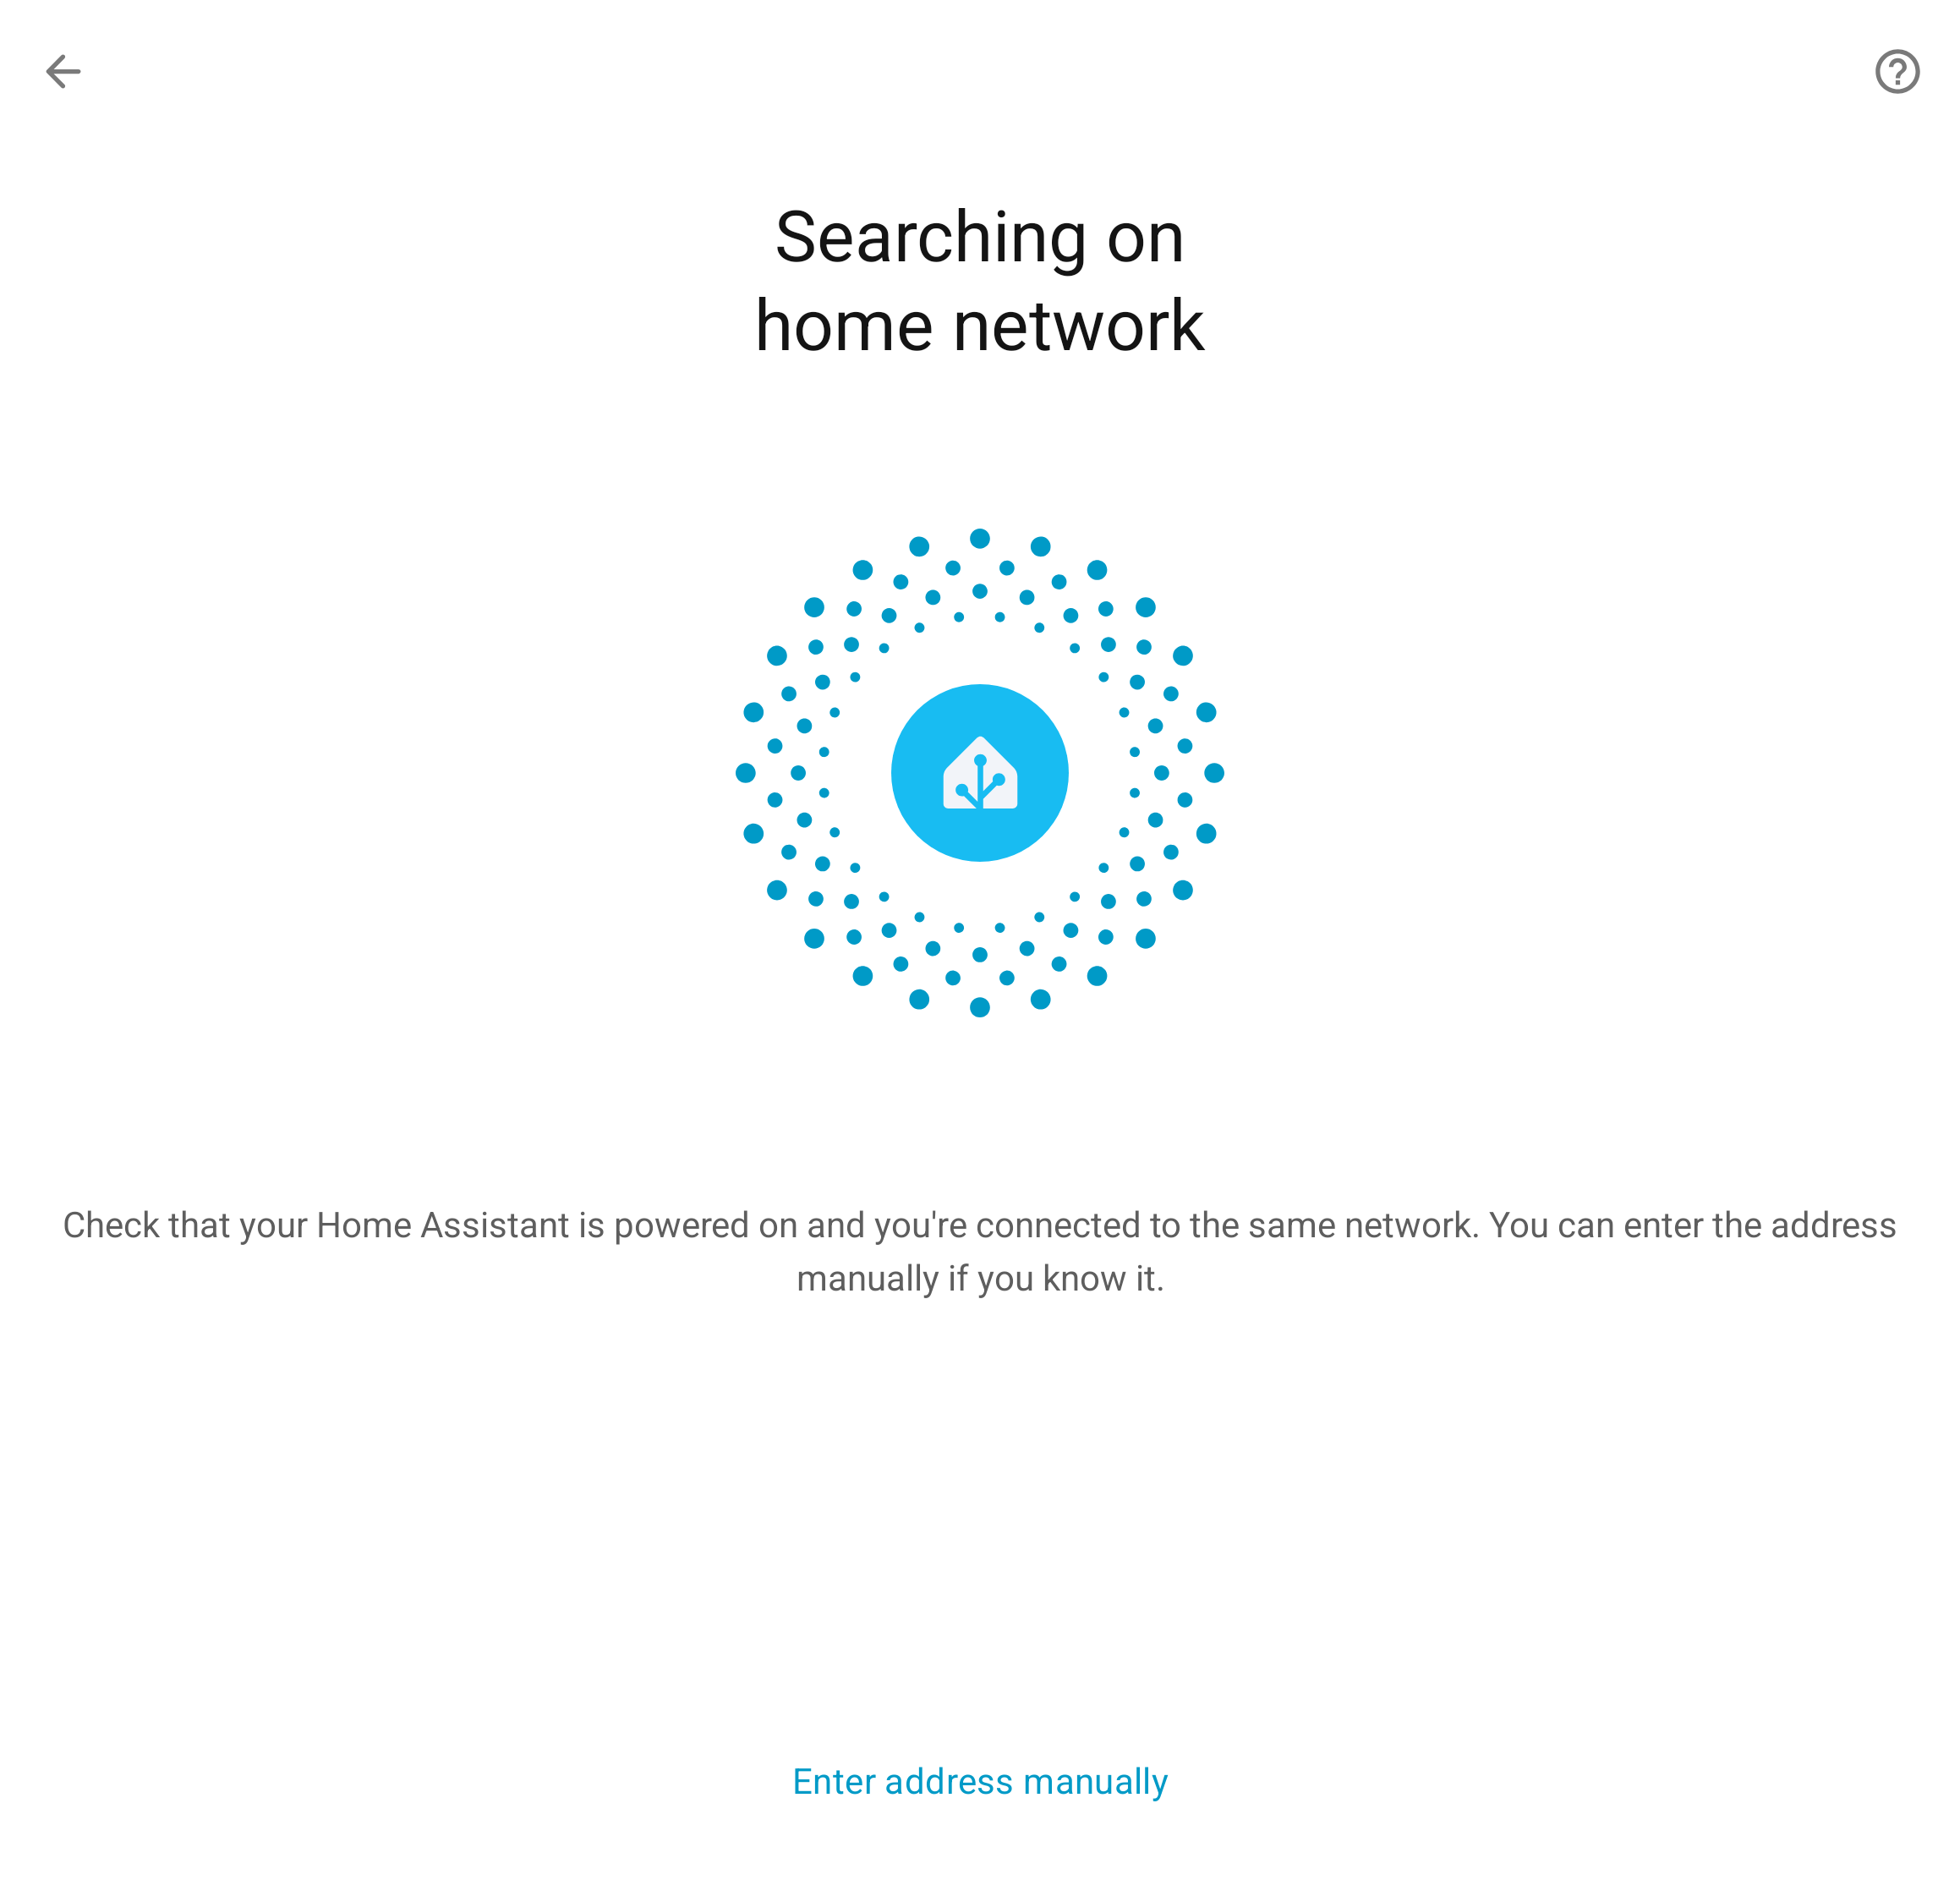 Searching on
home network
Check that your Home Assistant is powered on and you're connected to the same network. You can enter the address
manually if you know it.
Enter address manually